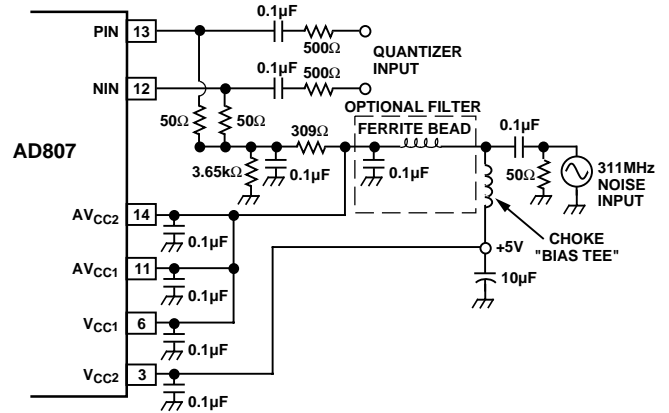 PIN 13
0.1µF
500Ω
QUANTIZER
INPUT
NIN 12
0.1µF
500Ω
50Ω
50Ω
OPTIONAL FILTER
FERRITE BEAD
309Ω
0.1µF
AD807
3.65kΩ
0.1µF
0.1µF
50Ω
311MHz
NOISE
INPUT
AVCC2 14
0.1µF
CHOKE
"BIAS TEE"
+5V
AVCC1 11
0.1µF
10µF
VCC1 6
0.1µF
VCC2 3
0.1µF